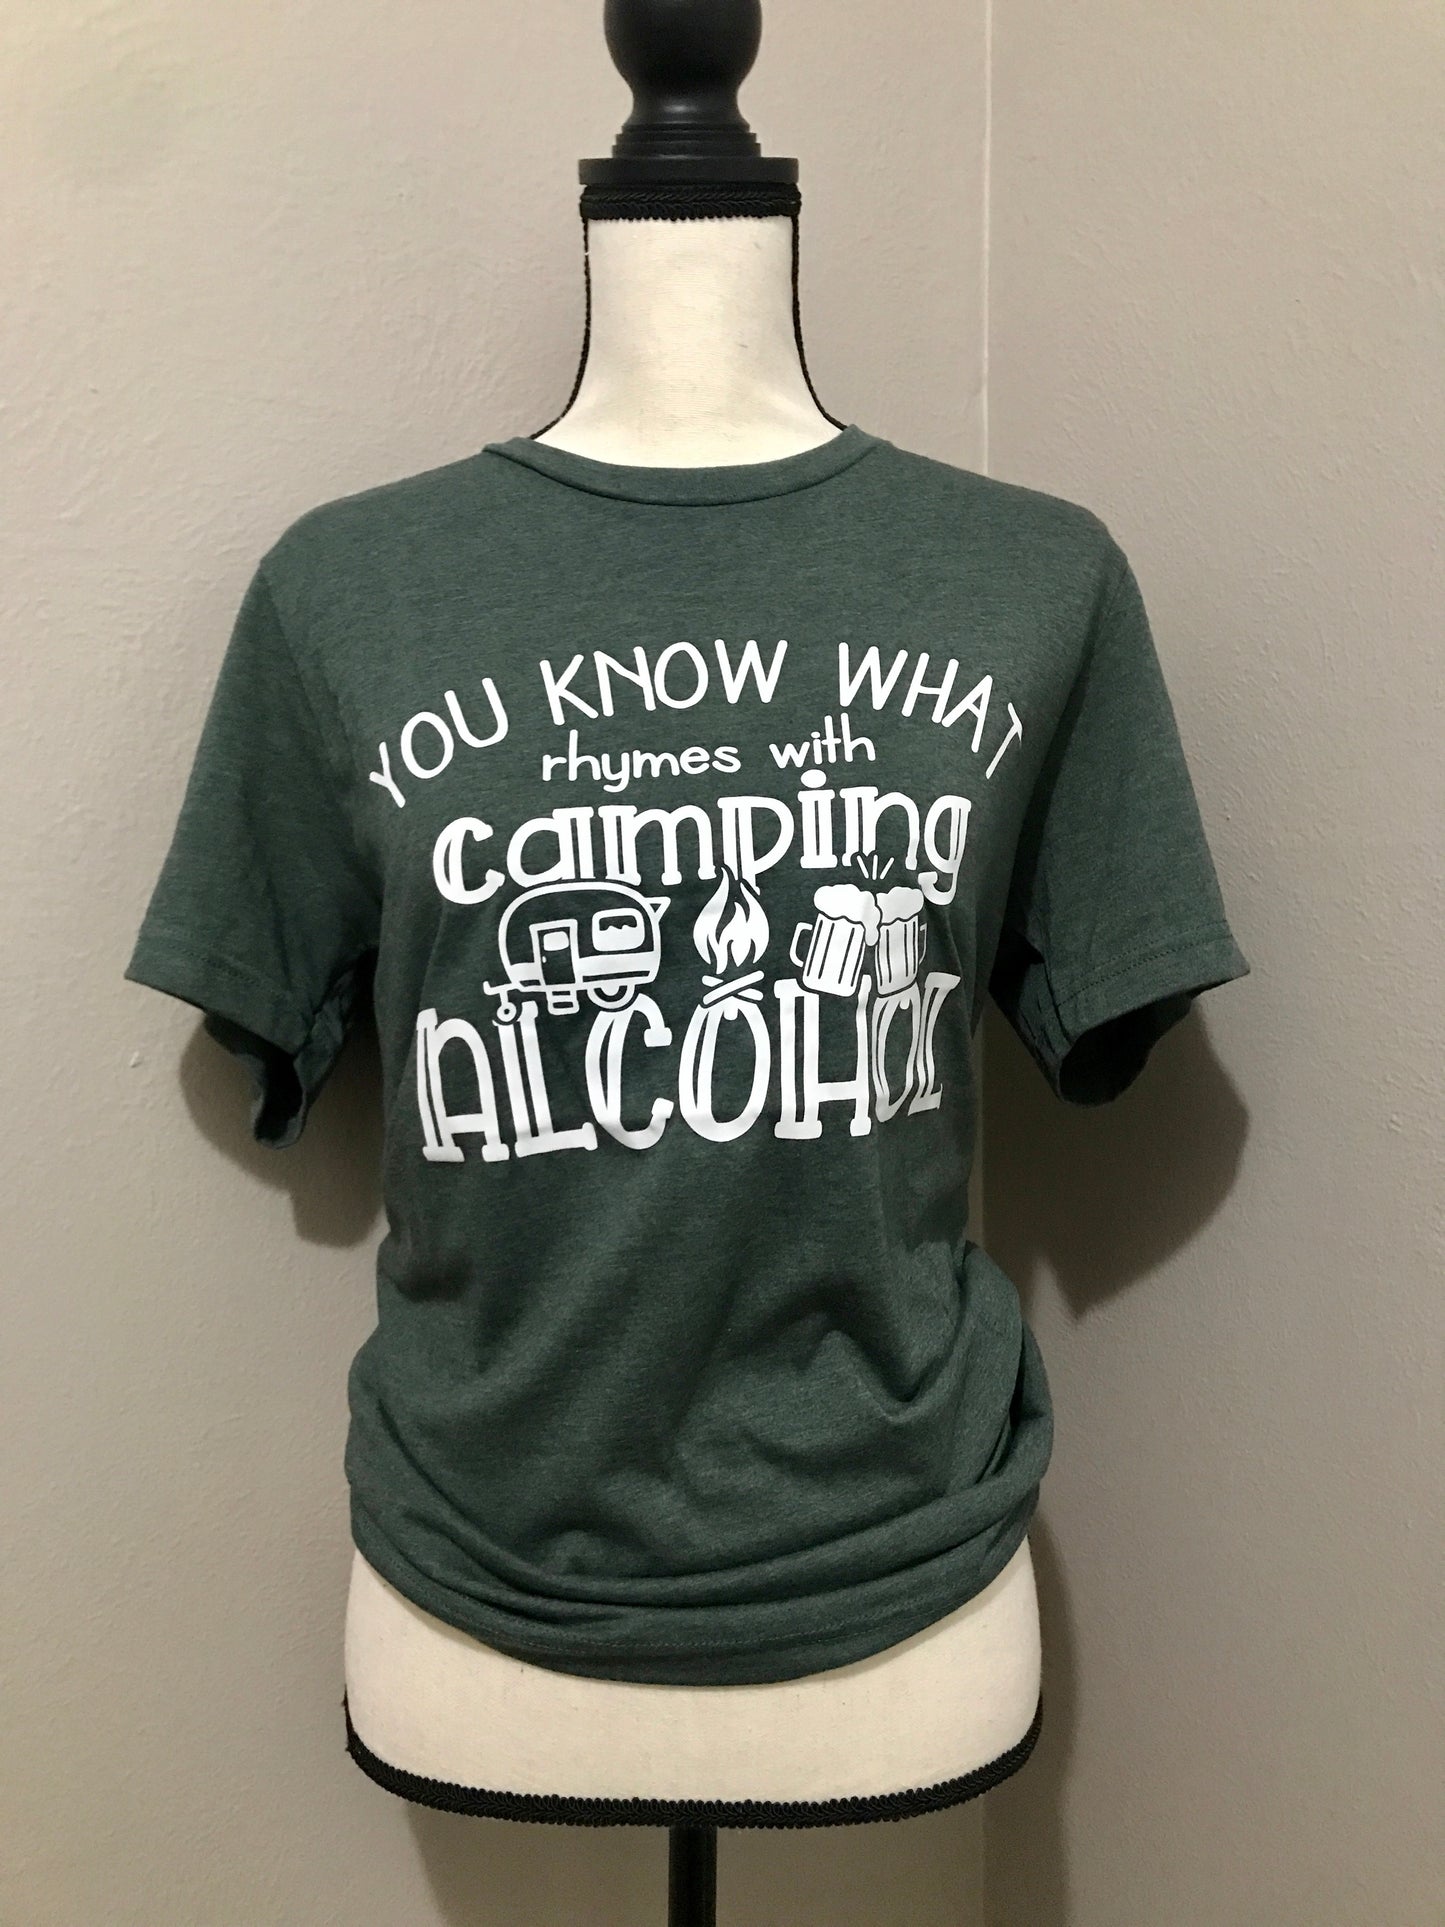 YOU KNOW WHAT
rhymes with
camping
ALCOHOL